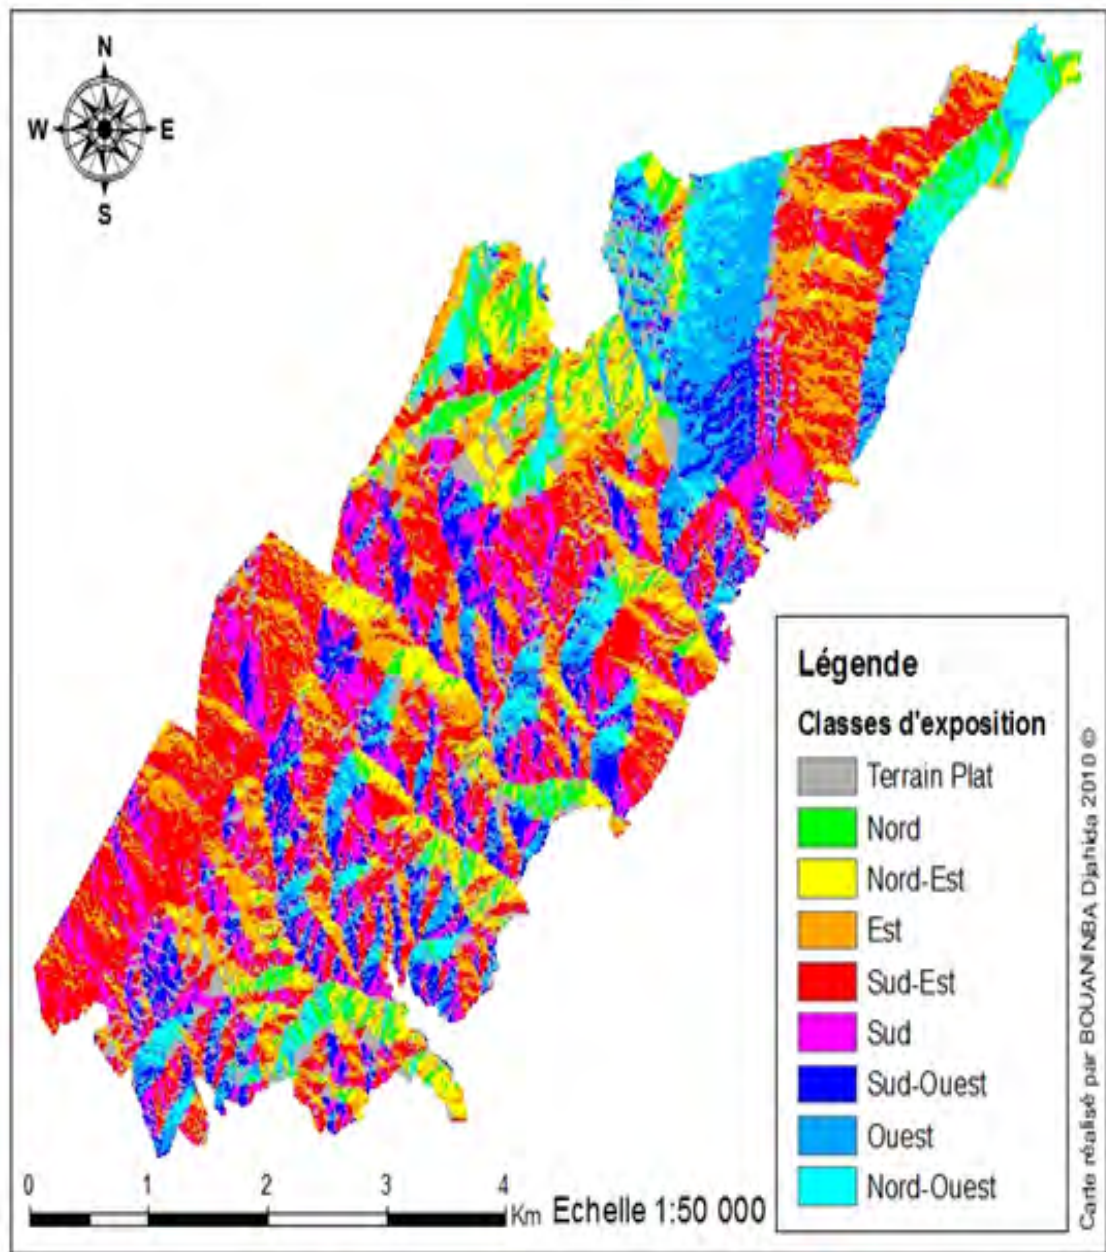 N
W E
S
Légende
Classes d'exposition
Terrain Plat
Nord
Nord-Est
Est
Sud-Est
Sud
Sud-Ouest
Ouest
Nord-Ouest
0 1 2 3 4
Km Echelle 1:50 000
Carte réalisé par BOUANINBA Djahida 2010 ©